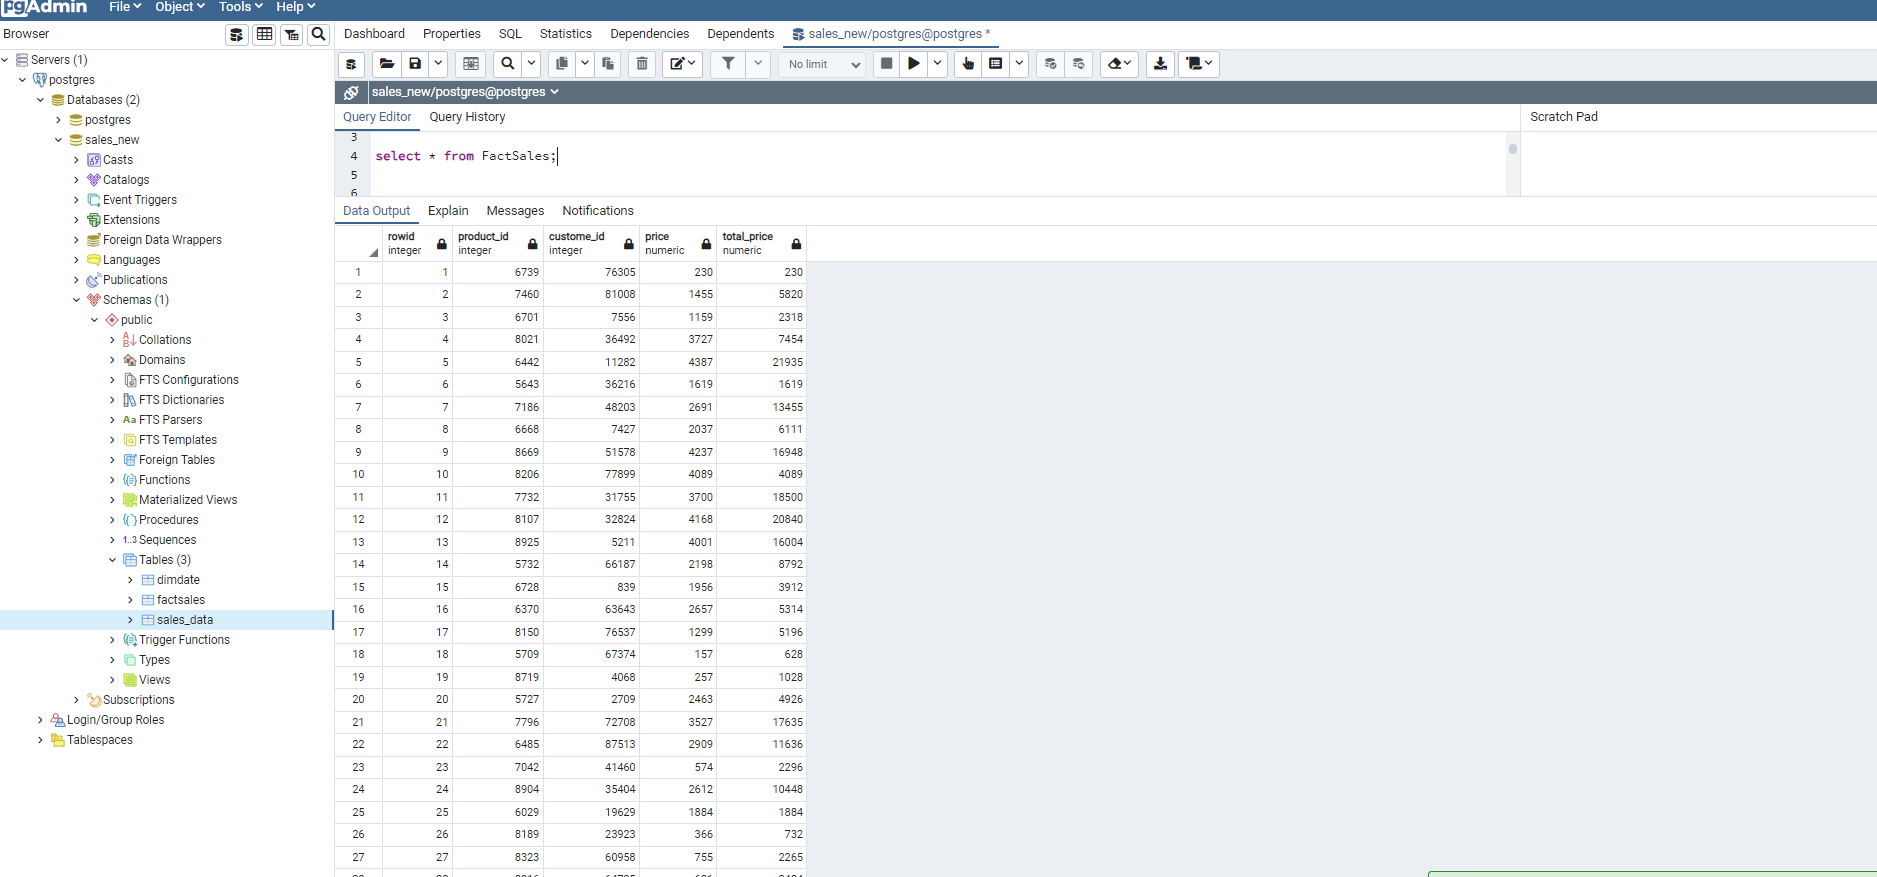 pgAdmin File Object Tools Help
Browser
Dashboard Properties SQL Statistics Dependencies Dependents sales_new/postgres@postgres *
No limit
sales_new/postgres@postgres
Servers (1)
postgres
Databases (2)
postgres
sales_new
Casts
Catalogs
Event Triggers
Extensions
Foreign Data Wrappers
Languages
Publications
Schemas (1)
public
Collations
Domains
FTS Configurations
FTS Dictionaries
Aa FTS Parsers
FTS Templates
Foreign Tables
Functions
Materialized Views
Procedures
1..3 Sequences
Tables (3)
dimdate
factsales
sales_data
Trigger Functions
Types
Views
Subscriptions
Login/Group Roles
Tablespaces
Query Editor Query History
Scratch Pad
3
4 select * from FactSales;
5
6
Data Output Explain Messages Notifications
rowid product_id custome_id price total_price
integer integer integer numeric numeric
1 1 6739 76305 230 230
2 2 7460 81008 1455 5820
3 3 6701 7556 1159 2318
4 4 8021 36492 3727 7454
5 5 6442 11282 4387 21935
6 6 5643 36216 1619 1619
7 7 7186 48203 2691 13455
8 8 6668 7427 2037 6111
9 9 8669 51578 4237 16948
10 10 8206 77899 4089 4089
11 11 7732 31755 3700 18500
12 12 8107 32824 4168 20840
13 13 8925 5211 4001 16004
14 14 5732 66187 2198 8792
15 15 6728 839 1956 3912
16 16 6370 63643 2657 5314
17 17 8150 76537 1299 5196
18 18 5709 67374 157 628
19 19 8719 4068 257 1028
20 20 5727 2709 2463 4926
21 21 7796 72708 3527 17635
22 22 6485 87513 2909 11636
23 23 7042 41460 574 2296
24 24 8904 35404 2612 10448
25 25 6029 19629 1884 1884
26 26 8189 23923 366 732
27 27 8323 60958 755 2265